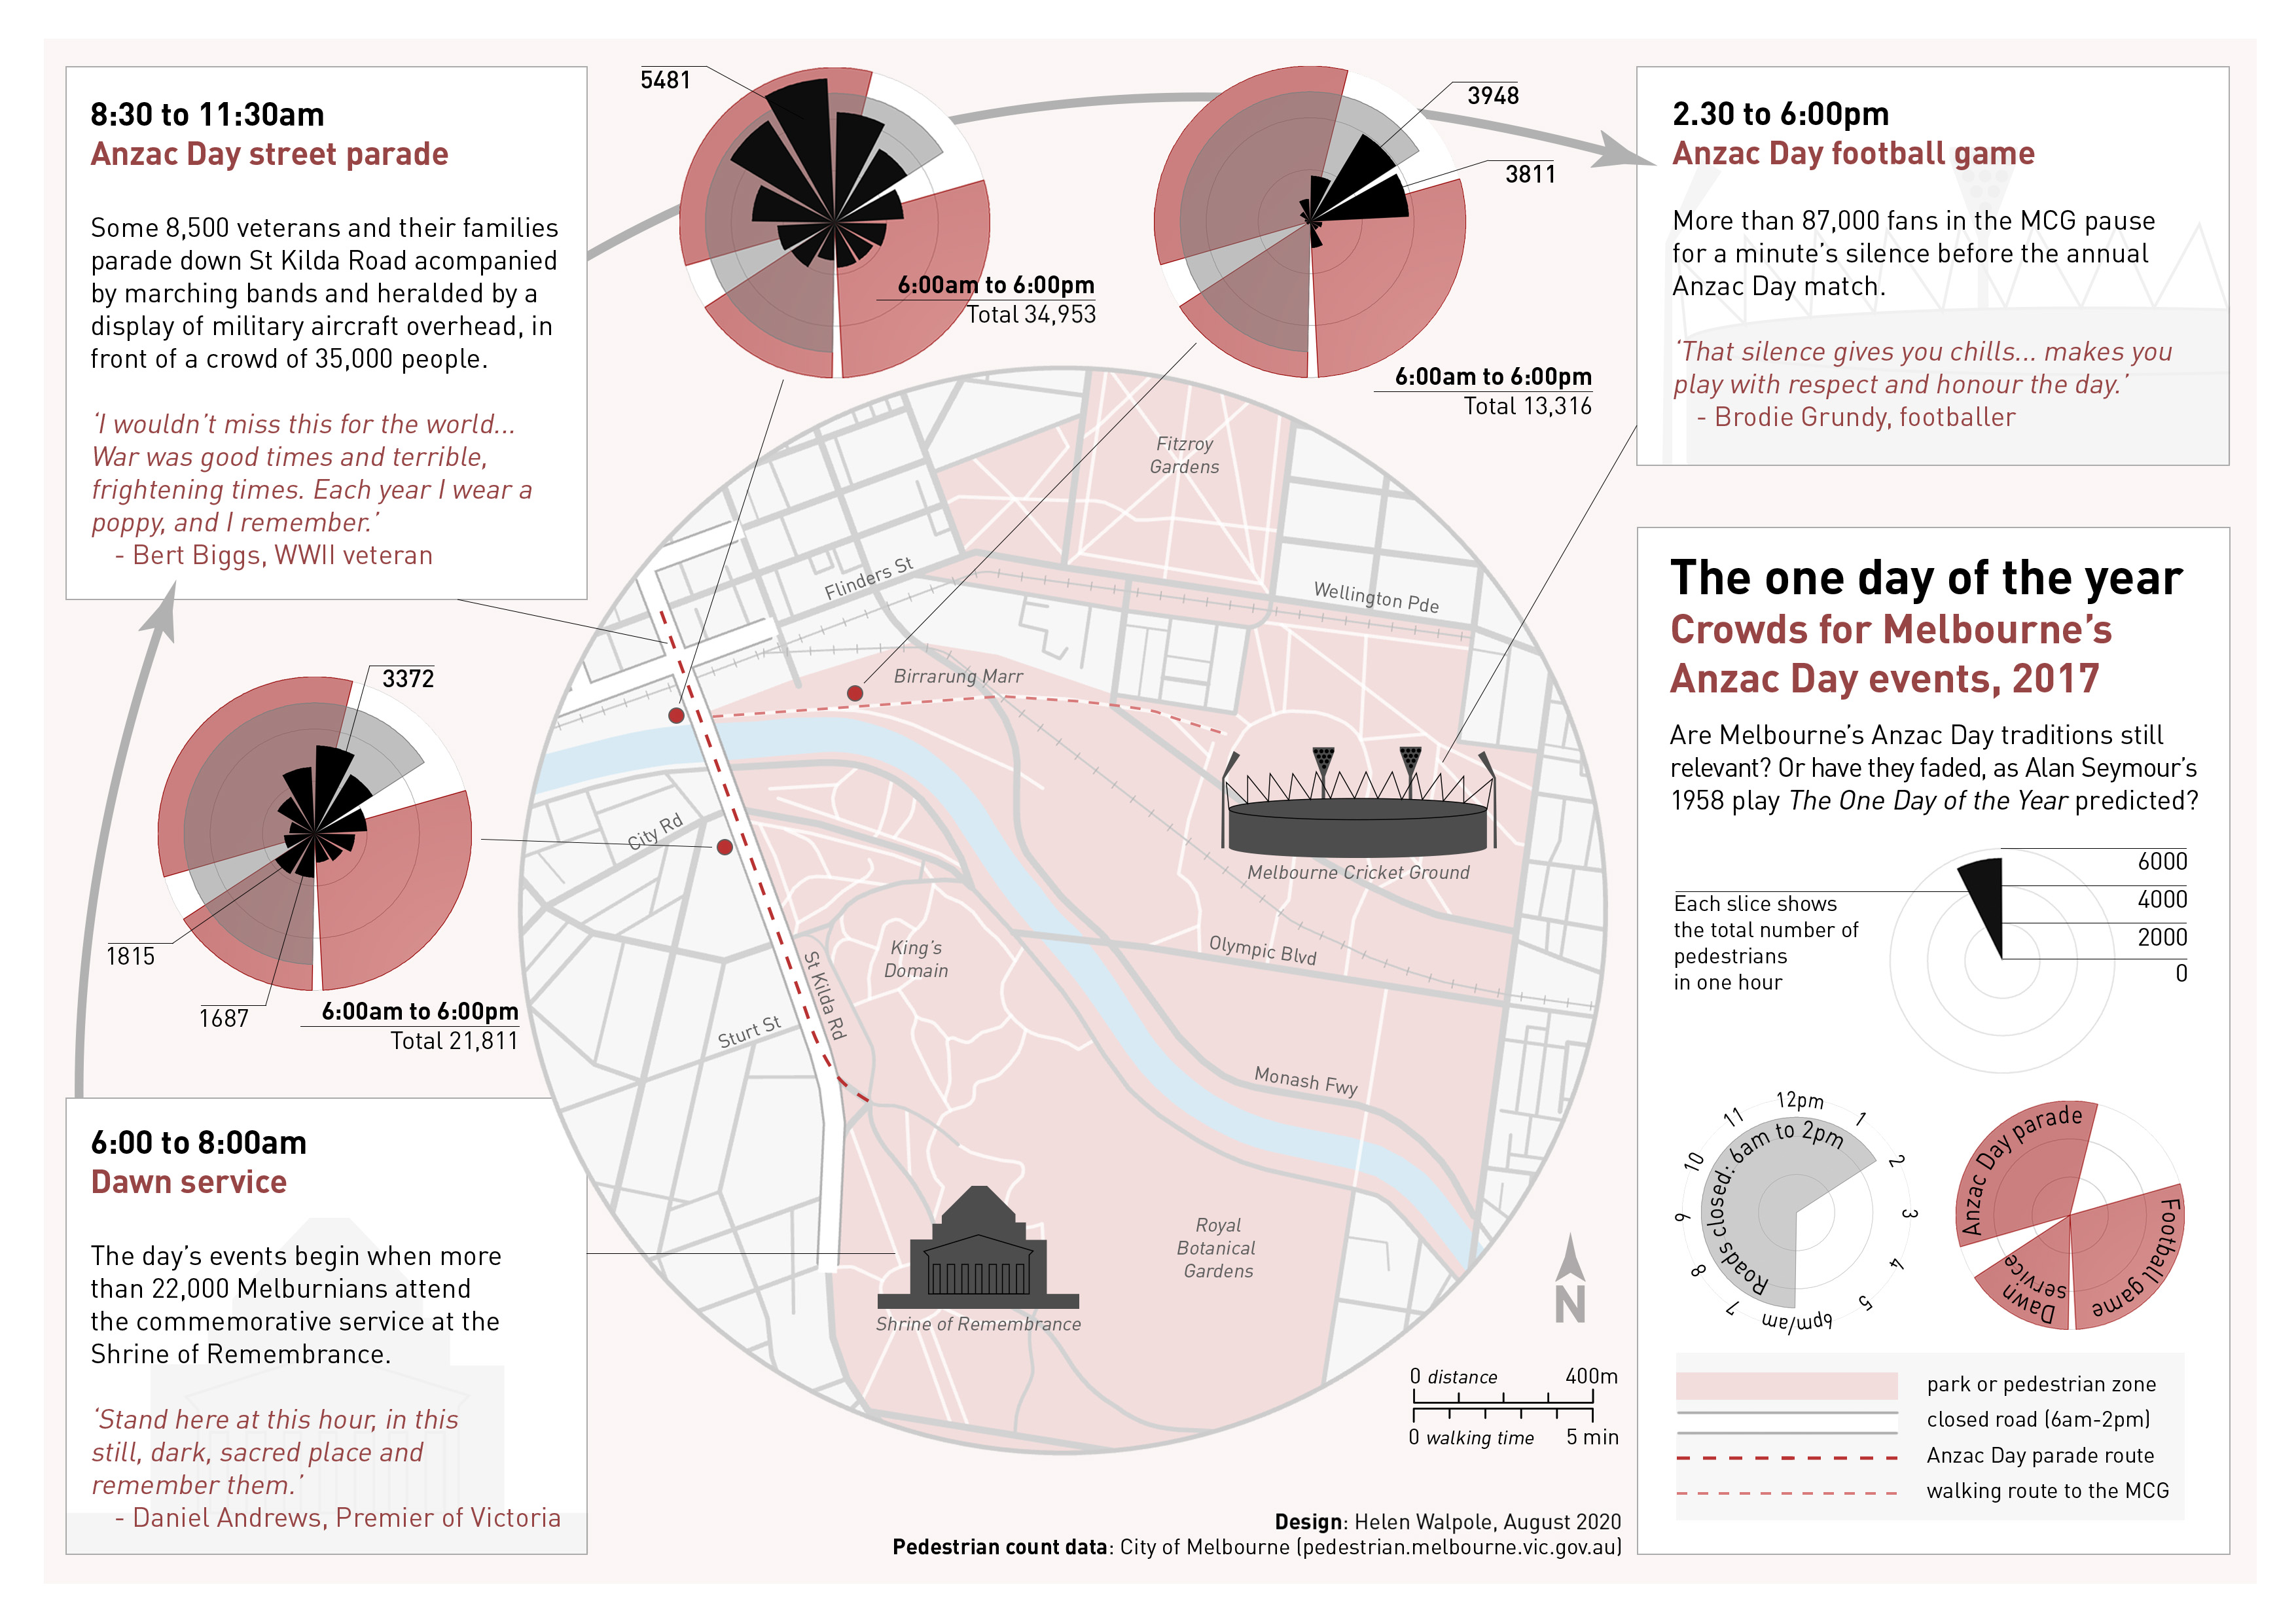 8:30 to 11:30am
Anzac Day street parade
Some 8,500 veterans and their families
parade down St Kilda Road acompanied
by marching bands and heralded by a
display of military aircraft overhead, in
front of a crowd of 35,000 people.
‘I wouldn’t miss this for the world...
War was good times and terrible,
frightening times. Each year I wear a
poppy, and I remember.’
- Bert Biggs, WWII veteran
5481
6:00am to 6:00pm
Total 34,953
3948
3811
6:00am to 6:00pm
Total 13,316
2.30 to 6:00pm
Anzac Day football game
More than 87,000 fans in the MCG pause
for a minute’s silence before the annual
Anzac Day match.
‘That silence gives you chills... makes you
play with respect and honour the day.’
- Brodie Grundy, footballer
3372
1815
1687
6:00am to 6:00pm
Total 21,811
6:00 to 8:00am
Dawn service
The day’s events begin when more
than 22,000 Melburnians attend
the commemorative service at the
Shrine of Remembrance.
‘Stand here at this hour, in this
still, dark, sacred place and
remember them.’
- Daniel Andrews, Premier of Victoria
Fitzroy
Gardens
Flinders St
Wellington Pde
Birrarung Marr
City Rd
Melbourne Cricket Ground
King’s
Domain
Olympic Blvd
St Kilda Rd
Sturt St
Monash Fwy
Royal
Botanical
Gardens
Shrine of Remembrance
N
0 distance 400m
0 walking time 5 min
Design: Helen Walpole, August 2020
Pedestrian count data: City of Melbourne (pedestrian.melbourne.vic.gov.au)
The one day of the year
Crowds for Melbourne’s
Anzac Day events, 2017
Are Melbourne’s Anzac Day traditions still
relevant? Or have they faded, as Alan Seymour’s
1958 play The One Day of the Year predicted?
Each slice shows
the total number of
pedestrians
in one hour
6000
4000
2000
0
12pm
1
2
3
4
5
6pm/am
7
8
9
10
11
Roads closed: 6am to 2pm
Anzac Day parade
Football game
Dawn
service
park or pedestrian zone
closed road (6am-2pm)
Anzac Day parade route
walking route to the MCG